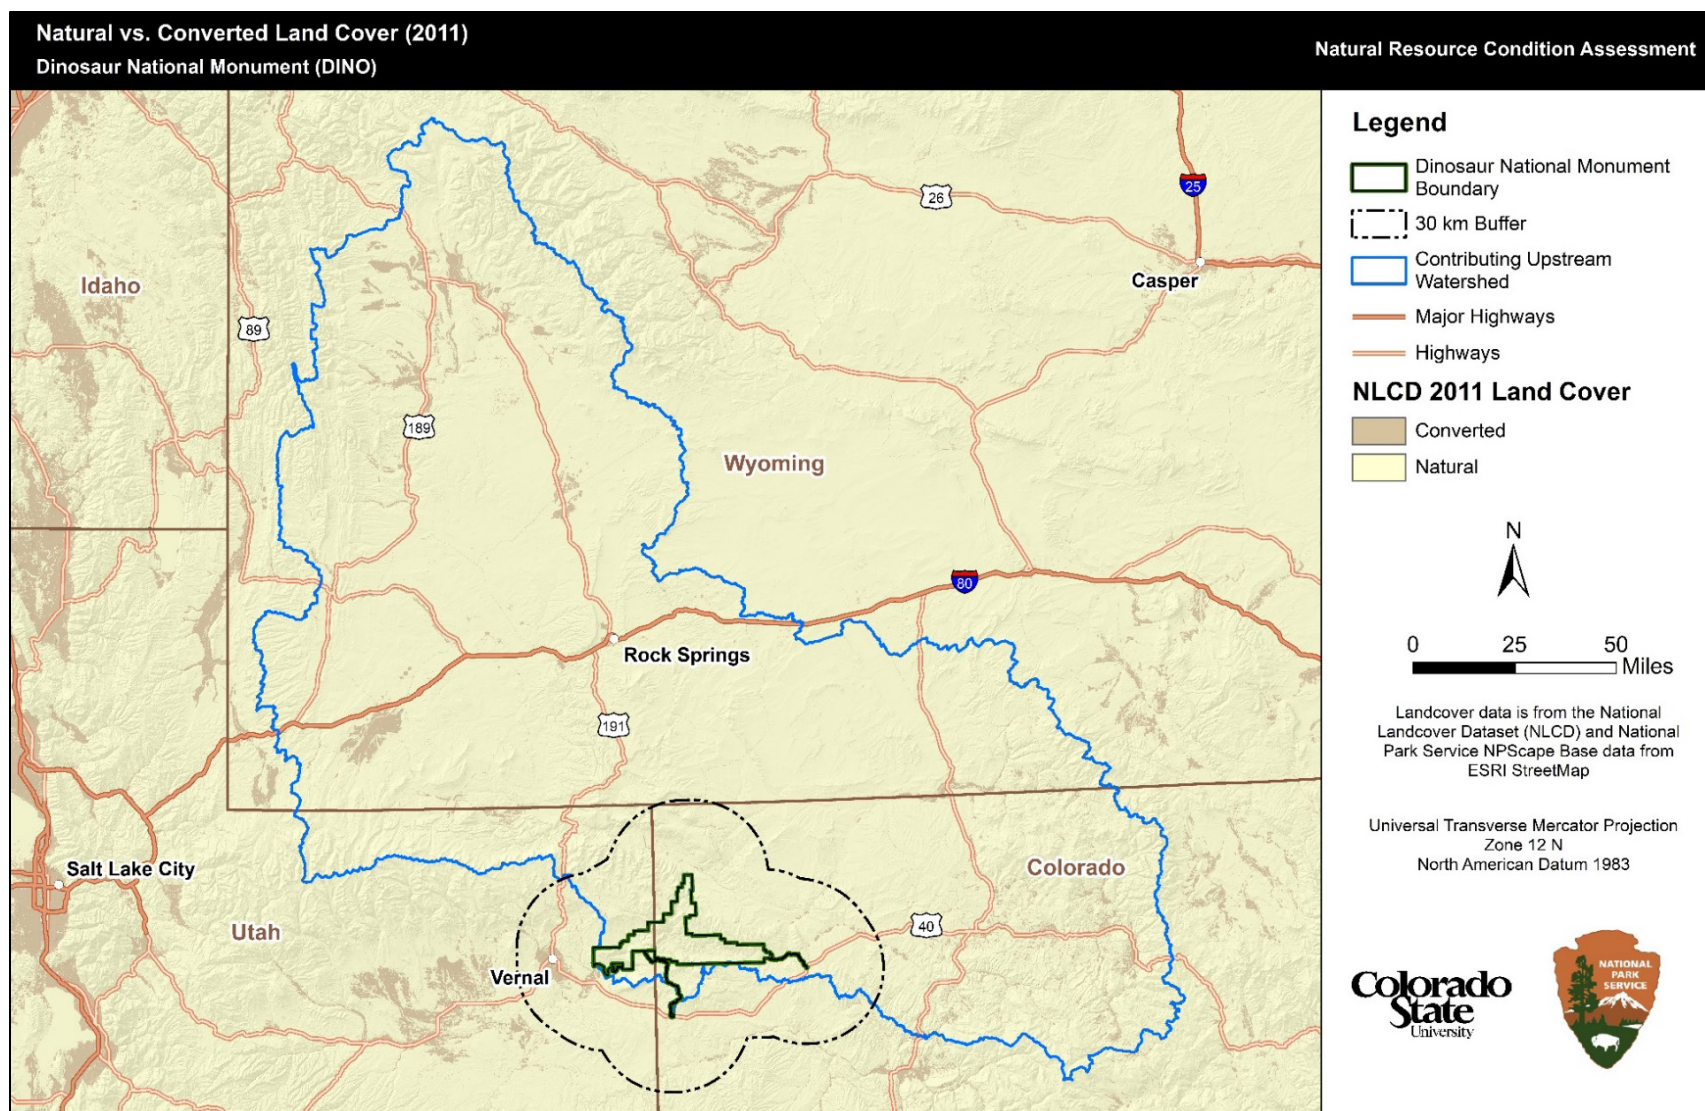 Natural vs. Converted Land Cover (2011)
Dinosaur National Monument (DINO)
Natural Resource Condition Assessment
Idaho
89
189
26
25
Casper
Wyoming
80
Rock Springs
191
Salt Lake City
Utah
Vernal
Colorado
40
Legend
Dinosaur National Monument
Boundary
30 km Buffer
Contributing Upstream
Watershed
Major Highways
Highways
NLCD 2011 Land Cover
Converted
Natural
N
0 25 50
Miles
Landcover data is from the National
Landcover Dataset (NLCD) and National
Park Service NPScape Base data from
ESRI StreetMap
Universal Transverse Mercator Projection
Zone 12 N
North American Datum 1983
Colorado
State
University
NATIONAL
PARK
SERVICE